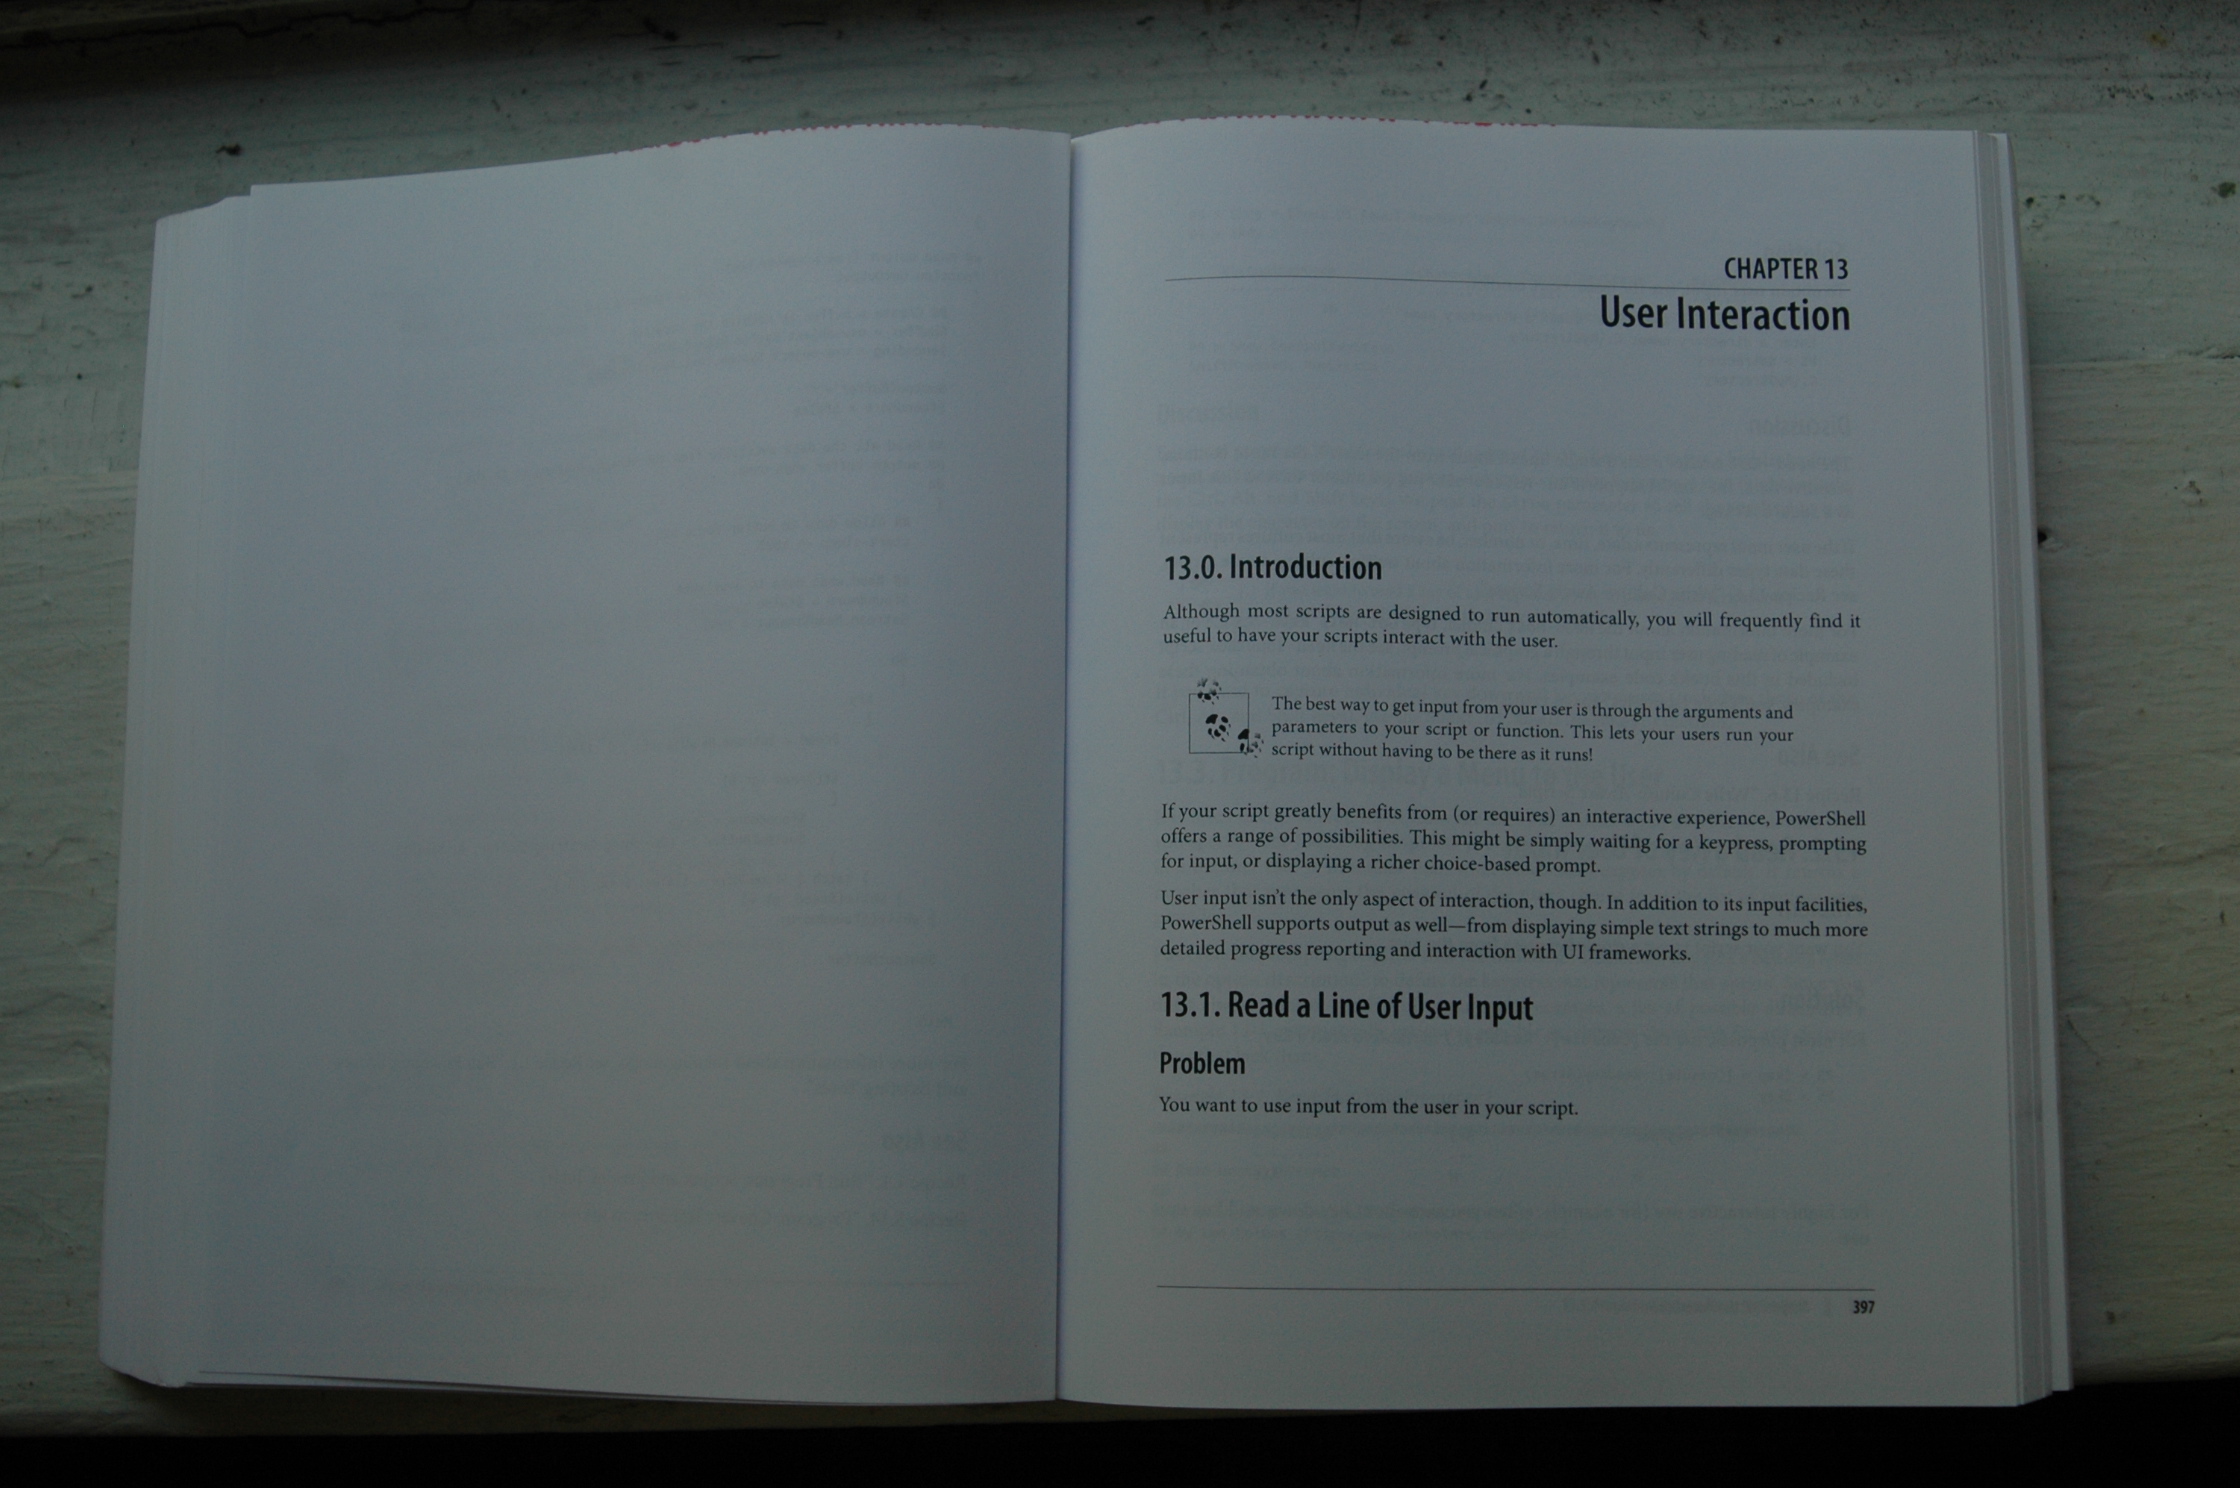 CHAPTER 13
User Interaction
13.0. Introduction
Although most scripts are designed to run automatically, you will frequently find it
useful to have your scripts interact with the user.
The best way to get input from your user is through the arguments and
parameters to your script or function. This lets your users run your
script without having to be there as it runs!
If your script greatly benefits from (or requires) an interactive experience, PowerShell
offers a range of possibilities. This might be simply waiting for a keypress, prompting
for input, or displaying a richer choice-based prompt.
User input isn't the only aspect of interaction, though. In addition to its input facilities,
PowerShell supports output as well—from displaying simple text strings to much more
detailed progress reporting and interaction with UI frameworks.
13.1. Read a Line of User Input
Problem
You want to use input from the user in your script.
397